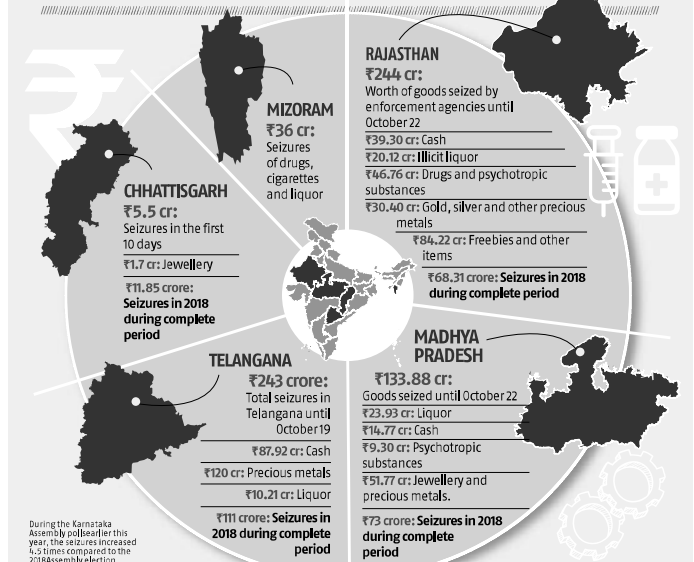 MIZORAM
₹36 cr:
Seizures
of drugs,
cigarettes
and liquor
RAJASTHAN
₹244 cr:
Worth of goods seized by
enforcement agencies until
October 22
₹39.30 cr: Cash
₹20.12 cr: Illicit liquor
₹46.76 cr: Drugs and psychotropic
substances
₹30.40 cr: Gold, silver and other precious
metals
₹84.22 cr: Freebies and other
items
₹68.31 crore: Seizures in 2018
during complete period
CHHATTISGARH
₹5.5 cr:
Seizures in the first
10 days
₹1.7 cr: Jewellery
₹11.85 crore:
Seizures in 2018
during complete
period
TELANGANA
₹243 crore:
Total seizures in
Telangana until
October 19
₹87.92 cr: Cash
₹120 cr: Precious metals
₹10.21 cr: Liquor
₹111 crore: Seizures in
2018 during complete
period
MADHYA
PRADESH
₹133.88 cr:
Goods seized until October 22
₹23.93 cr: Liquor
₹14.77 cr: Cash
₹9.30 cr: Psychotropic
substances
₹51.77 cr: Jewellery and
precious metals.
₹73 crore: Seizures in 2018
during complete
period
During the Karnataka
Assembly pollsearlier this
year, the seizures increased
4.5 times compared to the
2018Assembly election